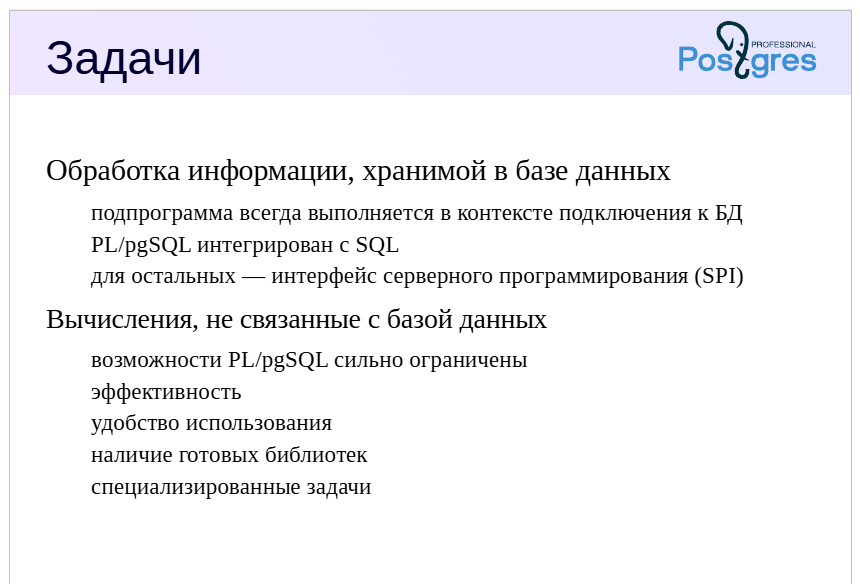 Задачи
PROFESSIONAL
Postgres
Обработка информации, хранимой в базе данных
подпрограмма всегда выполняется в контексте подключения к БД
PL/pgSQL интегрирован с SQL
для остальных — интерфейс серверного программирования (SPI)
Вычисления, не связанные с базой данных
возможности PL/pgSQL сильно ограничены
эффективность
удобство использования
наличие готовых библиотек
специализированные задачи